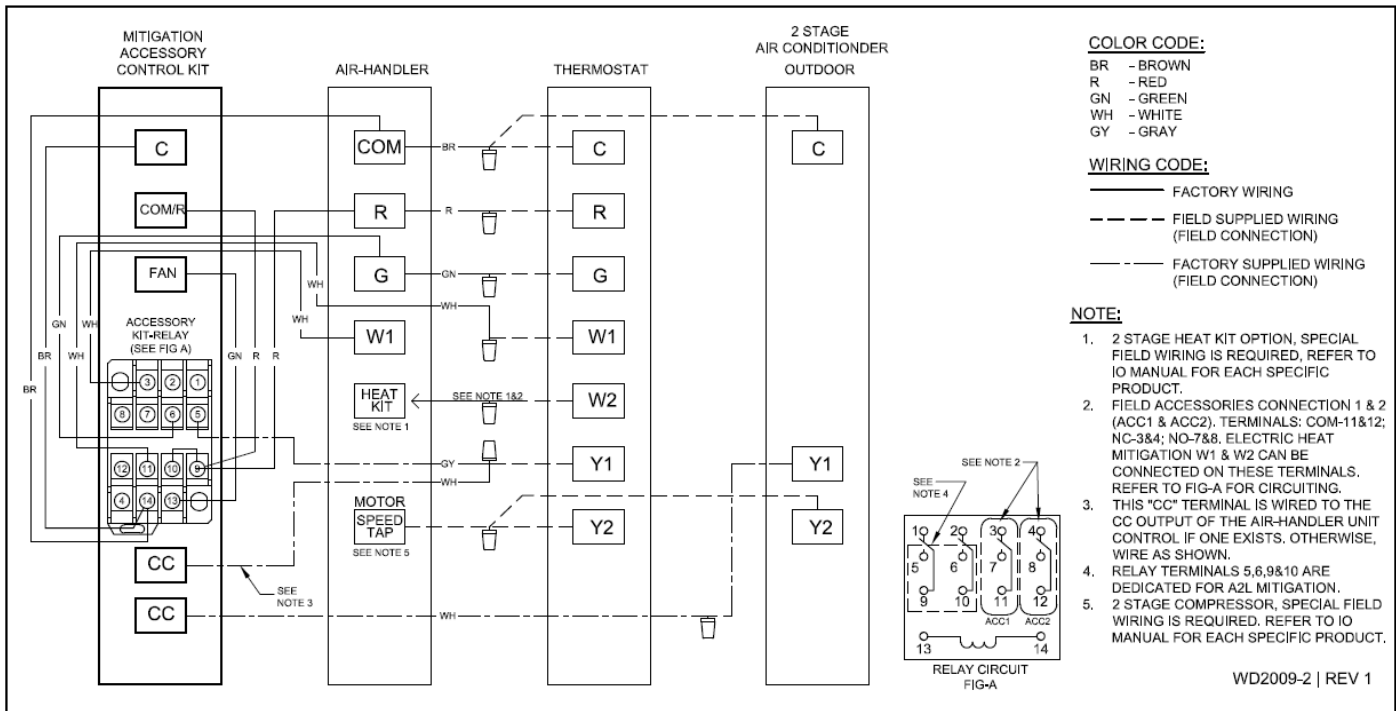 MITIGATION
ACCESSORY
CONTROL KIT
AIR-HANDLER
THERMOSTAT
2 STAGE
AIR CONDITIONDER
OUTDOOR
C
COM/R
FAN
ACCESSORY
KIT-RELAY
(SEE FIG A)
3 2 1
8 7 6 5
12 11 10 9
4 14 13
CC
CC
BR
BR
GN
WH
WH
GN
R
R
WH
WH
COM
R
G
W1
HEAT
KIT
SEE NOTE 1
MOTOR
SPEED
TAP
SEE NOTE 5
BR
R
GN
WH
SEE NOTE 1&2
GY
WH
SEE
NOTE 3
WH
C
R
G
W1
W2
Y1
Y2
C
Y1
Y2
COLOR CODE:
BR - BROWN
R - RED
GN - GREEN
WH - WHITE
GY - GRAY
WIRING CODE:
FACTORY WIRING
FIELD SUPPLIED WIRING
(FIELD CONNECTION)
FACTORY SUPPLIED WIRING
(FIELD CONNECTION)
NOTE:
1. 2 STAGE HEAT KIT OPTION, SPECIAL
FIELD WIRING IS REQUIRED, REFER TO
IO MANUAL FOR EACH SPECIFIC
PRODUCT.
2. FIELD ACCESSORIES CONNECTION 1 & 2
(ACC1 & ACC2). TERMINALS: COM-11&12;
NC-3&4; NO-7&8. ELECTRIC HEAT
MITIGATION W1 & W2 CAN BE
CONNECTED ON THESE TERMINALS.
REFER TO FIG-A FOR CIRCUITING.
3. THIS "CC" TERMINAL IS WIRED TO THE
CC OUTPUT OF THE AIR-HANDLER UNIT
CONTROL IF ONE EXISTS. OTHERWISE,
WIRE AS SHOWN.
4. RELAY TERMINALS 5,6,9&10 ARE
DEDICATED FOR A2L MITIGATION.
5. 2 STAGE COMPRESSOR, SPECIAL FIELD
WIRING IS REQUIRED. REFER TO IO
MANUAL FOR EACH SPECIFIC PRODUCT.
SEE NOTE 2
SEE
NOTE 4
1 2 3 4
5 6 7 8
9 10 11 12
ACC1 ACC2
13 14
RELAY CIRCUIT
FIG-A
WD2009-2 | REV 1